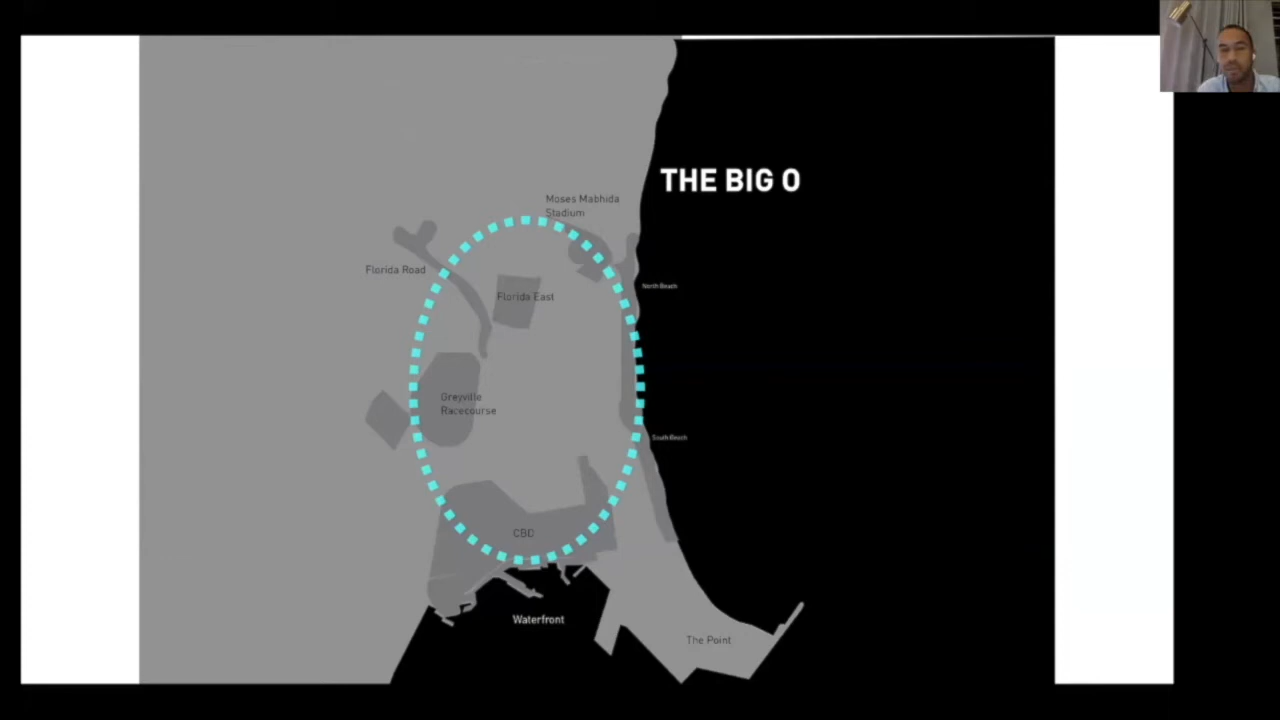 THE BIG O
Moses Mabhida
Stadium
Florida Road
North Beach
Florida East
Greyville
Racecourse
South Beach
CBD
Waterfront
The Point